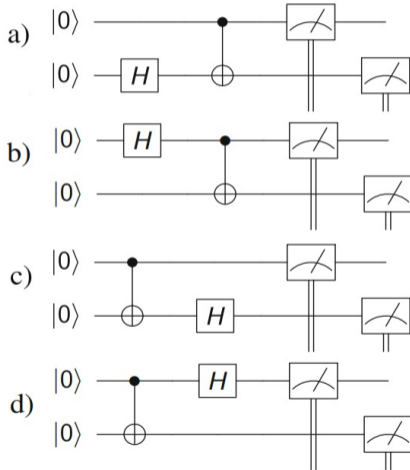 a) |0⟩
|0⟩ H
b) |0⟩ H
|0⟩
c) |0⟩
|0⟩ H
d) |0⟩ H
|0⟩